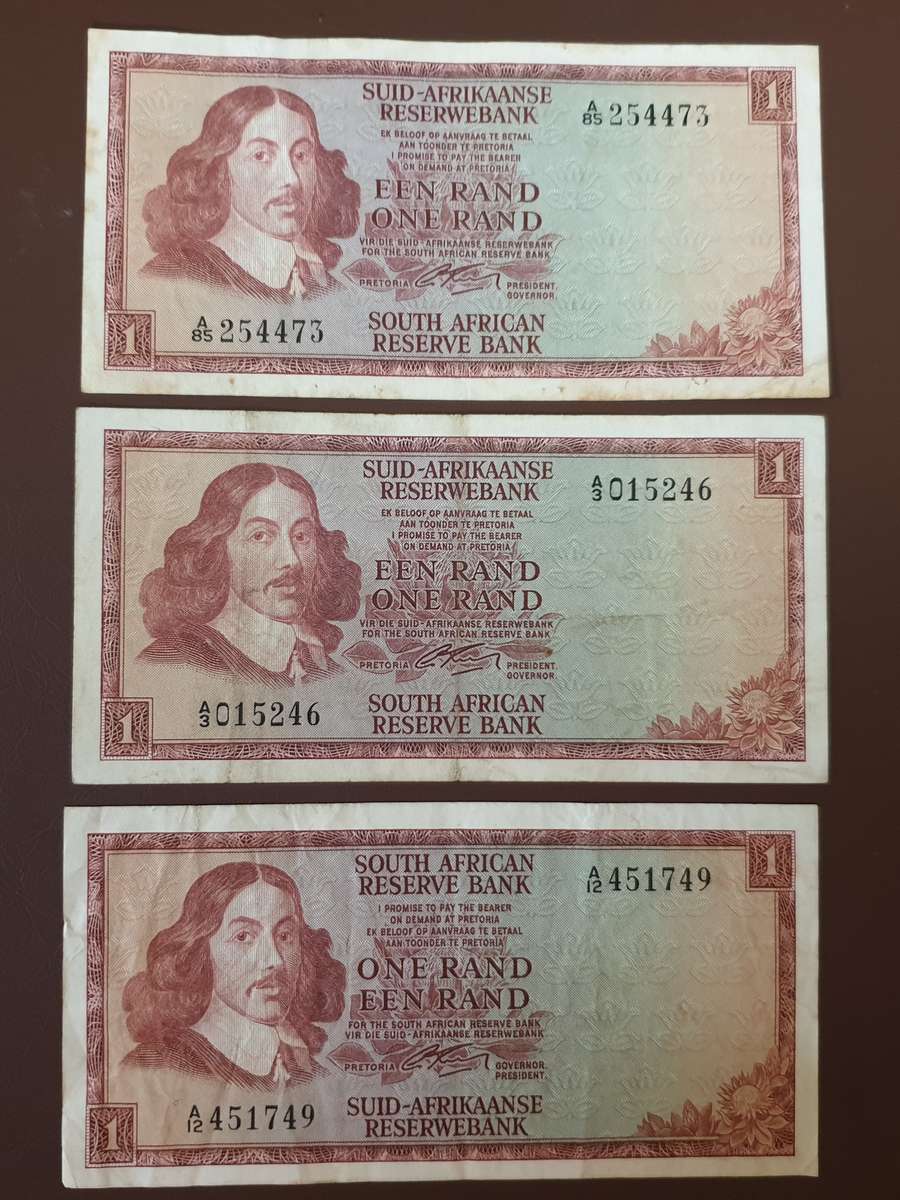 1
SUID-AFRIKAANSE
RESERWEBANK
A/85 254473
EK BELOOF OP AANVRAAG TE BETAAL
AAN TOONDER TE PRETORIA
I PROMISE TO PAY THE BEARER
ON DEMAND AT PRETORIA
EEN RAND
ONE RAND
VIR DIE SUID-AFRIKAANSE RESERWEBANK
FOR THE SOUTH AFRICAN RESERVE BANK
PRETORIA
PRESIDENT.
GOVERNOR.
A/85 254473
SOUTH AFRICAN
RESERVE BANK
1
1
SUID-AFRIKAANSE
RESERWEBANK
A/3 015246
EK BELOOF OP AANVRAAG TE BETAAL
AAN TOONDER TE PRETORIA
I PROMISE TO PAY THE BEARER
ON DEMAND AT PRETORIA
EEN RAND
ONE RAND
VIR DIE SUID-AFRIKAANSE RESERWEBANK
FOR THE SOUTH AFRICAN RESERVE BANK
PRETORIA
PRESIDENT.
GOVERNOR.
A/3 015246
SOUTH AFRICAN
RESERVE BANK
1
1
SOUTH AFRICAN
RESERVE BANK
A/12 451749
I PROMISE TO PAY THE BEARER
ON DEMAND AT PRETORIA
EK BELOOF OP AANVRAAG TE BETAAL
AAN TOONDER TE PRETORIA
ONE RAND
EEN RAND
FOR THE SOUTH AFRICAN RESERVE BANK
VIR DIE SUID-AFRIKAANSE RESERWEBANK
PRETORIA
GOVERNOR.
PRESIDENT.
A/12 451749
SUID-AFRIKAANSE
RESERWEBANK
1